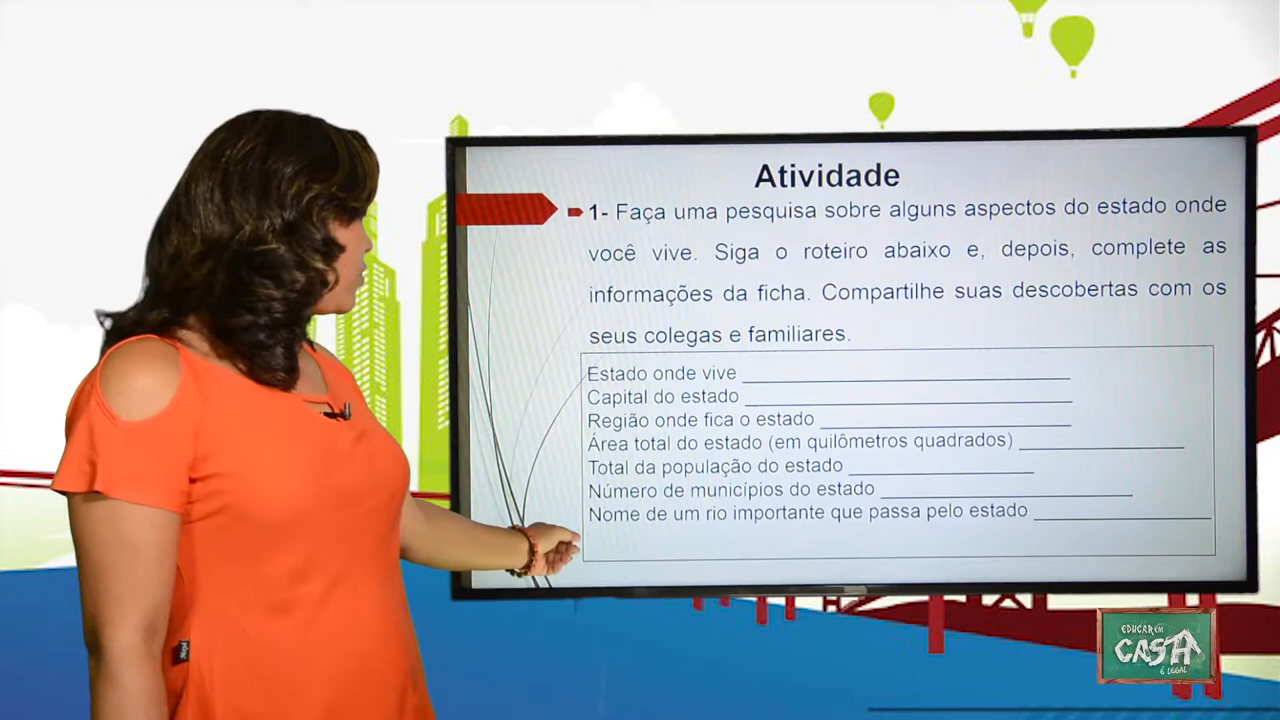 Atividade
1- Faça uma pesquisa sobre alguns aspectos do estado onde
você vive. Siga o roteiro abaixo e, depois, complete as
informações da ficha. Compartilhe suas descobertas com os
seus colegas e familiares.
Estado onde vive
Capital do estado
Região onde fica o estado
Área total do estado (em quilômetros quadrados)
Total da população do estado
Número de municípios do estado
Nome de um rio importante que passa pelo estado
EDUCAR EM
CASA
É LEGAL